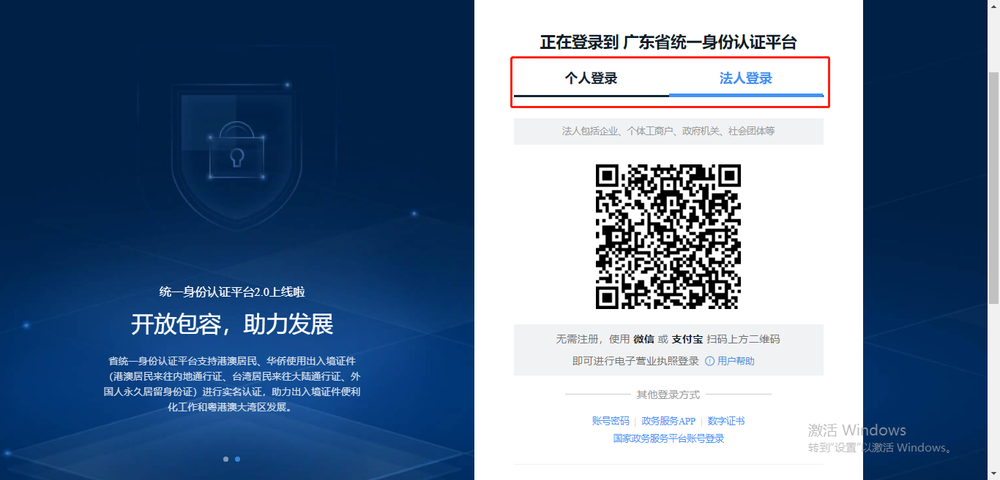 正在登录到 广东省统一身份认证平台
个人登录 法人登录
法人包括企业、个体工商户、政府机关、社会团体等
统一身份认证平台2.0上线啦
开放包容，助力发展
省统一身份认证平台支持港澳居民、华侨使用出入境证件
（港澳居民来往内地通行证、台湾居民来往大陆通行证、外
国人永久居留身份证）进行实名认证，助力出入境证件便利
化工作和粤港澳大湾区发展。
无需注册，使用 微信 或 支付宝 扫码上方二维码
即可进行电子营业执照登录 用户帮助
其他登录方式
账号密码 | 政务服务APP | 数字证书
国家政务服务平台账号登录
激活 Windows
转到“设置”以激活 Windows。